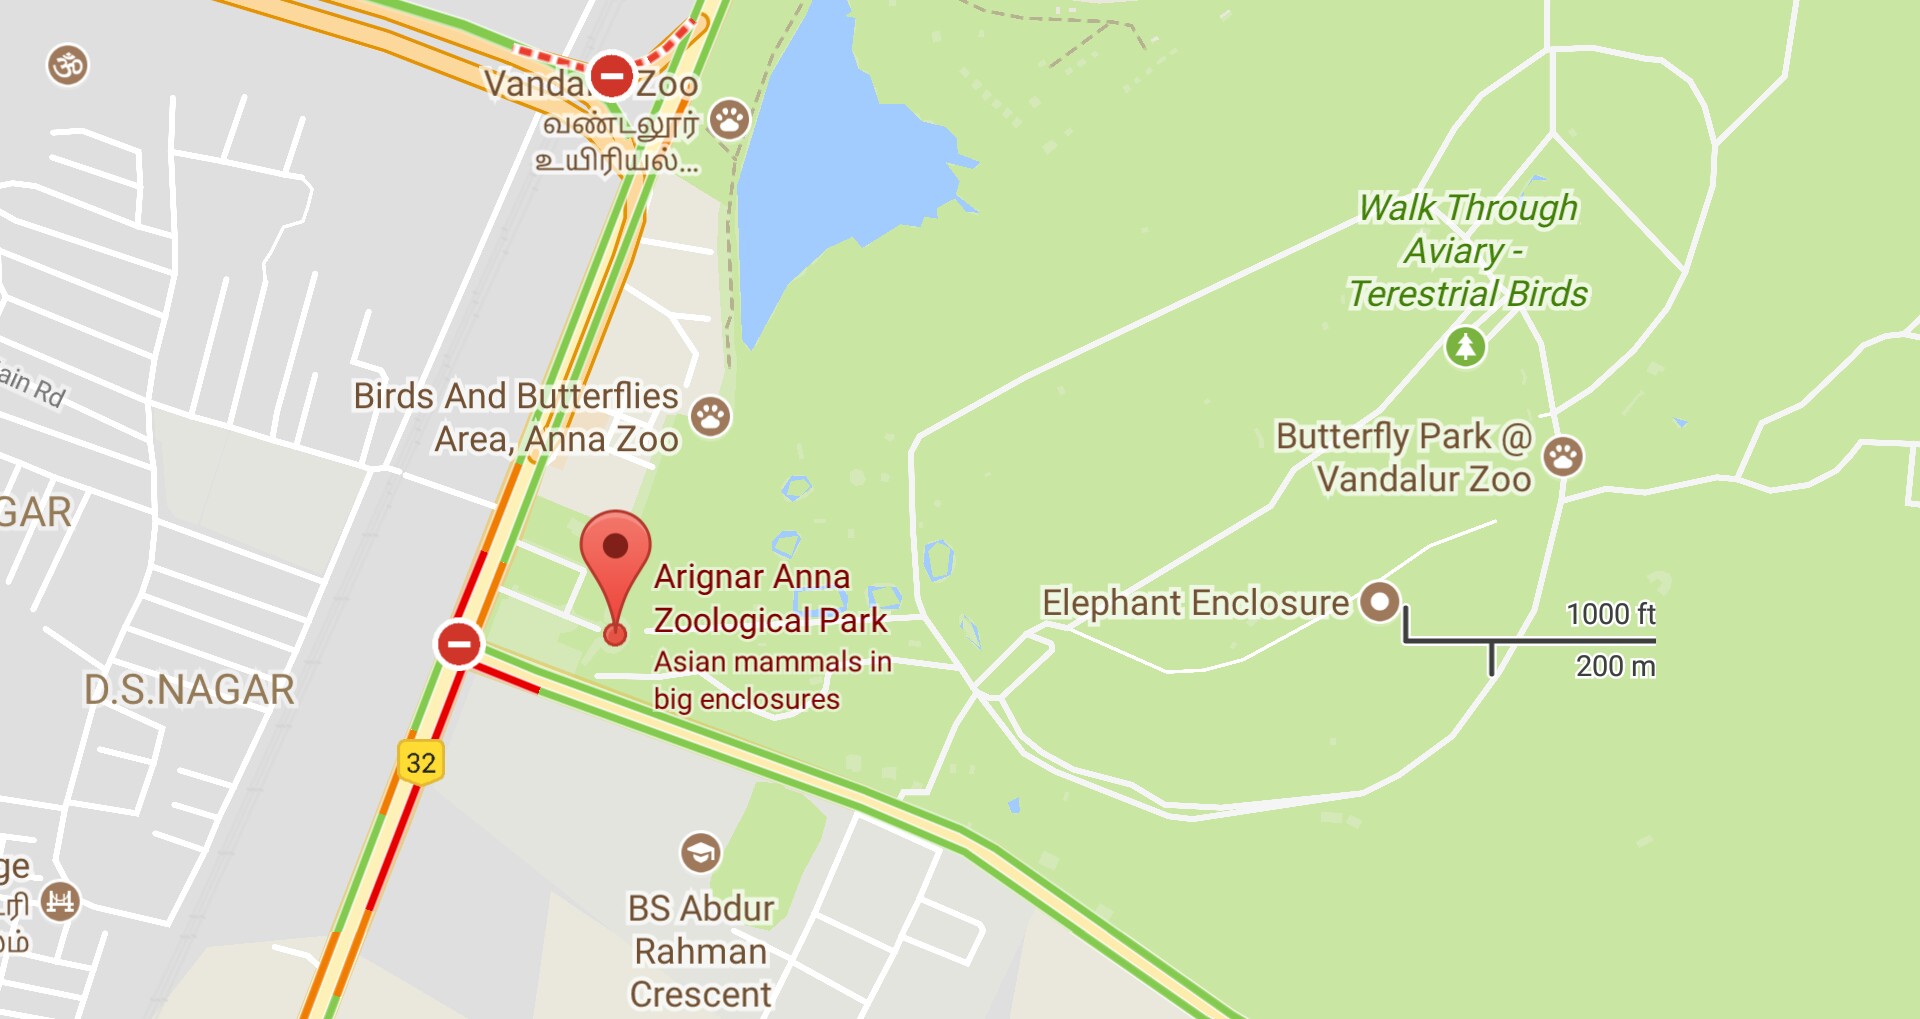 Vanda Zoo
வண்டலூர்
உயிரியல்...
Walk Through
Aviary -
Terestrial Birds
ain Rd
Birds And Butterflies
Area, Anna Zoo
Butterfly Park @
Vandalur Zoo
GAR
Arignar Anna
Zoological Park
Asian mammals in
big enclosures
Elephant Enclosure
1000 ft
200 m
D.S.NAGAR
32
ge
BS Abdur
Rahman
Crescent